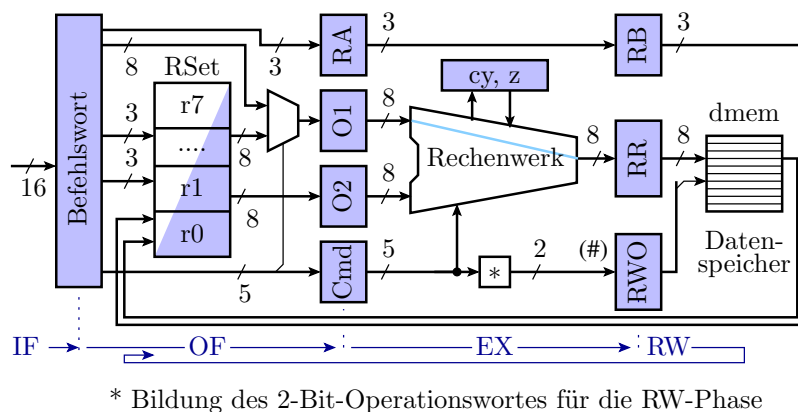 3 3 3
RA RB
8 RSet 3 cy, z
r7 8 dmem
O1
3 .... 8 Rechenwerk 8 RR 8
Befehlswort
16 3 r1 8 O2 8
r0 Daten-
speicher
5 Cmd 5 * 2 (#) RWO
IF OF EX RW
* Bildung des 2-Bit-Operationswortes für die RW-Phase